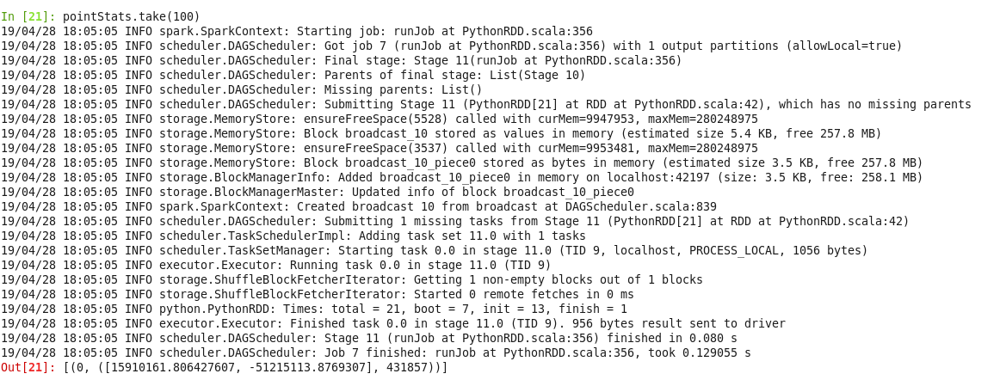 In [21]: pointStats.take(100)
19/04/28 18:05:05 INFO spark.SparkContext: Starting job: runJob at PythonRDD.scala:356
19/04/28 18:05:05 INFO scheduler.DAGScheduler: Got job 7 (runJob at PythonRDD.scala:356) with 1 output partitions (allowLocal=true)
19/04/28 18:05:05 INFO scheduler.DAGScheduler: Final stage: Stage 11(runJob at PythonRDD.scala:356)
19/04/28 18:05:05 INFO scheduler.DAGScheduler: Parents of final stage: List(Stage 10)
19/04/28 18:05:05 INFO scheduler.DAGScheduler: Missing parents: List()
19/04/28 18:05:05 INFO scheduler.DAGScheduler: Submitting Stage 11 (PythonRDD[21] at RDD at PythonRDD.scala:42), which has no missing parents
19/04/28 18:05:05 INFO storage.MemoryStore: ensureFreeSpace(5528) called with curMem=9947953, maxMem=280248975
19/04/28 18:05:05 INFO storage.MemoryStore: Block broadcast_10 stored as values in memory (estimated size 5.4 KB, free 257.8 MB)
19/04/28 18:05:05 INFO storage.MemoryStore: ensureFreeSpace(3537) called with curMem=9953481, maxMem=280248975
19/04/28 18:05:05 INFO storage.MemoryStore: Block broadcast_10_piece0 stored as bytes in memory (estimated size 3.5 KB, free 257.8 MB)
19/04/28 18:05:05 INFO storage.BlockManagerInfo: Added broadcast_10_piece0 in memory on localhost:42197 (size: 3.5 KB, free: 258.1 MB)
19/04/28 18:05:05 INFO storage.BlockManagerMaster: Updated info of block broadcast_10_piece0
19/04/28 18:05:05 INFO spark.SparkContext: Created broadcast 10 from broadcast at DAGScheduler.scala:839
19/04/28 18:05:05 INFO scheduler.DAGScheduler: Submitting 1 missing tasks from Stage 11 (PythonRDD[21] at RDD at PythonRDD.scala:42)
19/04/28 18:05:05 INFO scheduler.TaskSchedulerImpl: Adding task set 11.0 with 1 tasks
19/04/28 18:05:05 INFO scheduler.TaskSetManager: Starting task 0.0 in stage 11.0 (TID 9, localhost, PROCESS_LOCAL, 1056 bytes)
19/04/28 18:05:05 INFO executor.Executor: Running task 0.0 in stage 11.0 (TID 9)
19/04/28 18:05:05 INFO storage.ShuffleBlockFetcherIterator: Getting 1 non-empty blocks out of 1 blocks
19/04/28 18:05:05 INFO storage.ShuffleBlockFetcherIterator: Started 0 remote fetches in 0 ms
19/04/28 18:05:05 INFO python.PythonRDD: Times: total = 21, boot = 7, init = 13, finish = 1
19/04/28 18:05:05 INFO executor.Executor: Finished task 0.0 in stage 11.0 (TID 9). 956 bytes result sent to driver
19/04/28 18:05:05 INFO scheduler.DAGScheduler: Stage 11 (runJob at PythonRDD.scala:356) finished in 0.080 s
19/04/28 18:05:05 INFO scheduler.DAGScheduler: Job 7 finished: runJob at PythonRDD.scala:356, took 0.129055 s
Out[21]: [(0, ([15910161.806427607, -51215113.8769307], 431857))]